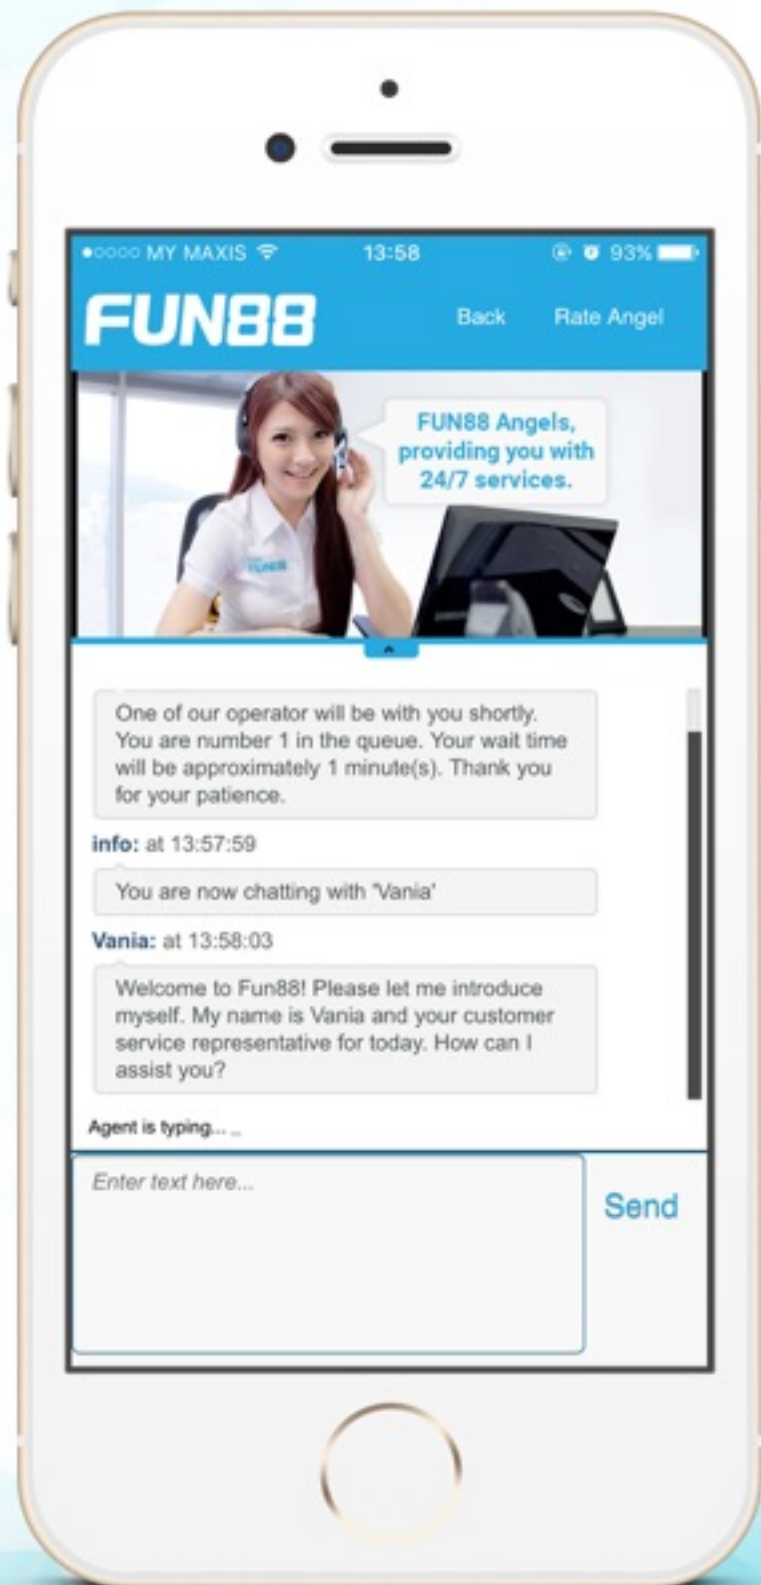 MY MAXIS 13:58 93%
FUN88 Back Rate Angel
FUN88 Angels,
providing you with
24/7 services.
FUN88
One of our operator will be with you shortly.
You are number 1 in the queue. Your wait time
will be approximately 1 minute(s). Thank you
for your patience.
info: at 13:57:59
You are now chatting with 'Vania'
Vania: at 13:58:03
Welcome to Fun88! Please let me introduce
myself. My name is Vania and your customer
service representative for today. How can I
assist you?
Agent is typing... ..
Enter text here...
Send